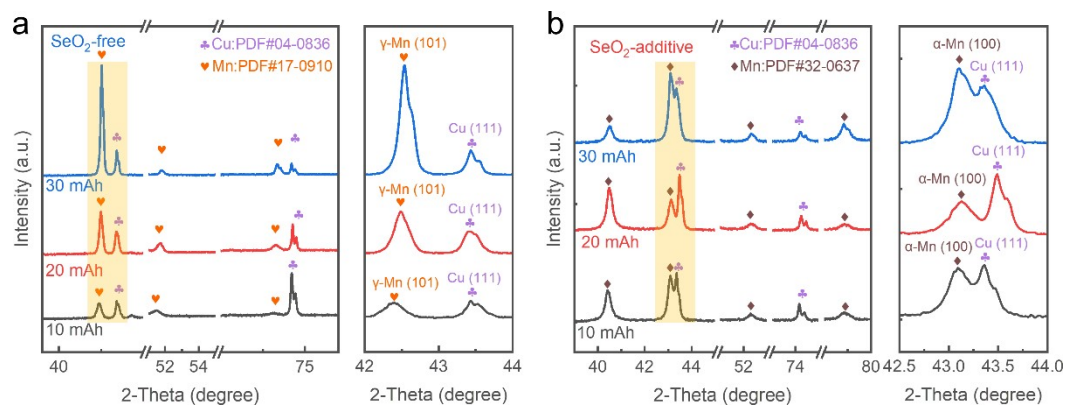 a
SeO₂-free
♣Cu:PDF#04-0836
♥Mn:PDF#17-0910
30 mAh
20 mAh
10 mAh
Intensity (a.u.)
40 52 54 75
2-Theta (degree)
γ-Mn (101)
Cu (111)
γ-Mn (101)
Cu (111)
γ-Mn (101)
Cu (111)
42 43 44
2-Theta (degree)
b
SeO₂-additive
♣Cu:PDF#04-0836
♦Mn:PDF#32-0637
30 mAh
20 mAh
10 mAh
Intensity (a.u.)
40 42 44 52 74 80
2-Theta (degree)
α-Mn (100)
Cu (111)
α-Mn (100)
Cu (111)
α-Mn (100)
Cu (111)
42.5 43.0 43.5 44.0
2-Theta (degree)